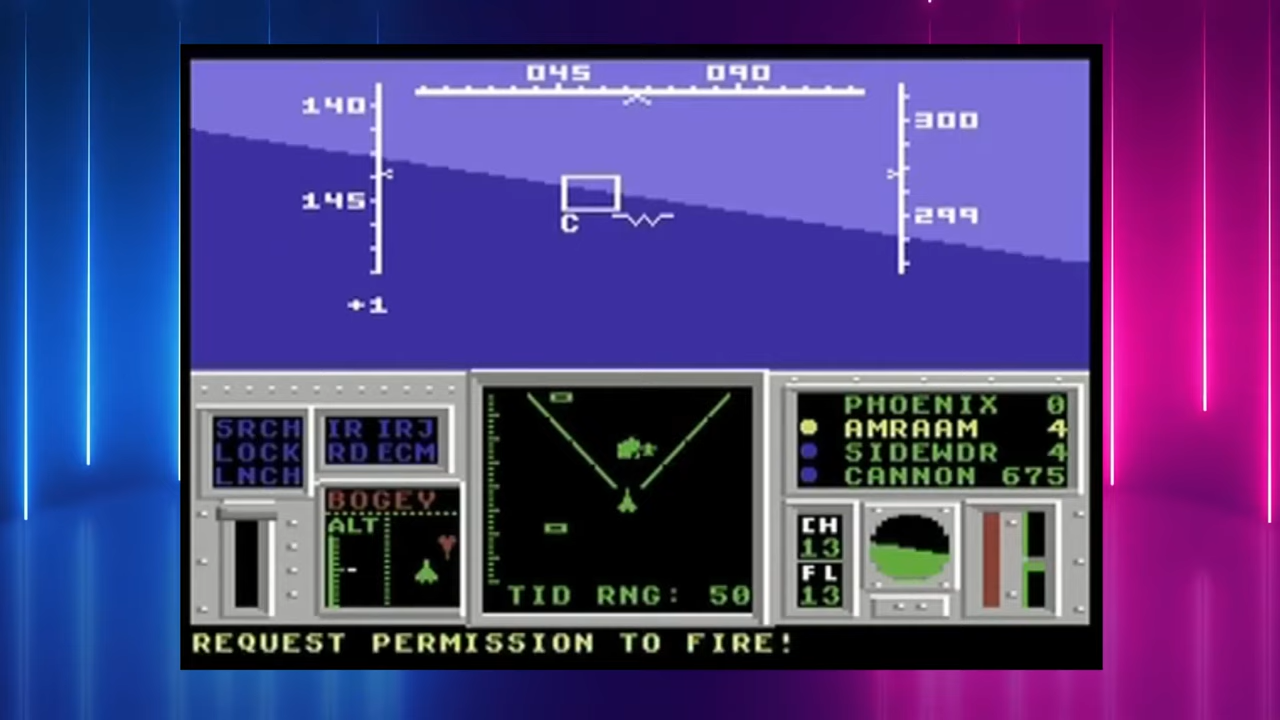 045 090
140
300
145
299
C
+1
SRCH
LOCK
LNCH
IR IRJ
RD ECM
BOGEY
ALT
TID RNG: 50
PHOENIX 0
AMRAAM 4
SIDEWDR 4
CANNON 675
CH
13
FL
13
REQUEST PERMISSION TO FIRE!